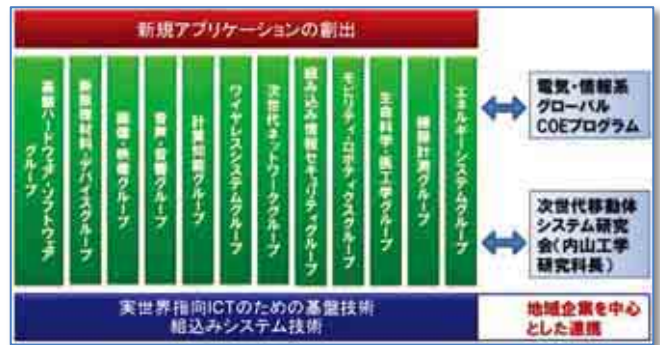 新規アプリケーションの創出
基盤ハードウェア・ソフトウェア
グループ
新原理材料・デバイスグループ
画像・映像グループ
音声・音響グループ
計算知能グループ
ワイヤレスシステムグループ
次世代ネットワークグループ
組み込み情報セキュリティグループ
モビリティ・ロボティクスグループ
生命科学・医工学グループ
グループ
エネルギーシステムグループ
電気・情報系
グローバル
COEプログラム
次世代移動体
システム研究
会(内山工学
研究科長)
実世界指向ICTのための基盤技術
組込みシステム技術
地域企業を中心
とした連携